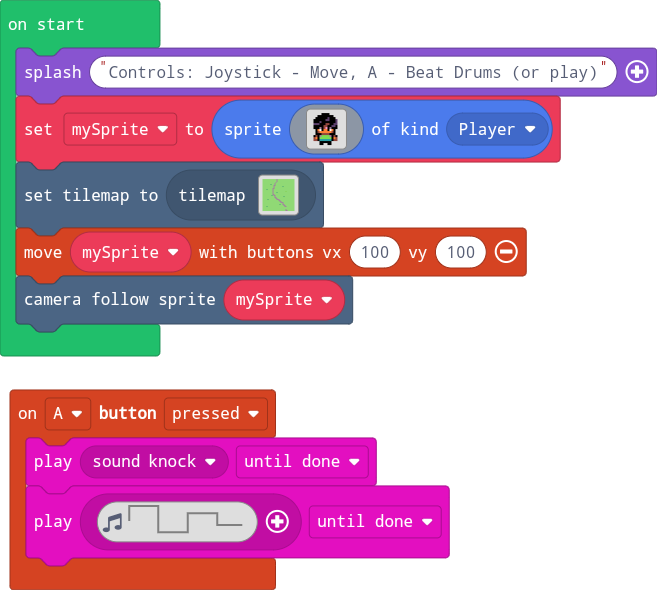 on start
splash "Controls: Joystick - Move, A - Beat Drums (or play)"
set mySprite to sprite of kind Player
set tilemap to tilemap
move mySprite with buttons vx 100 vy 100
camera follow sprite mySprite
on A button pressed
play sound knock until done
play until done